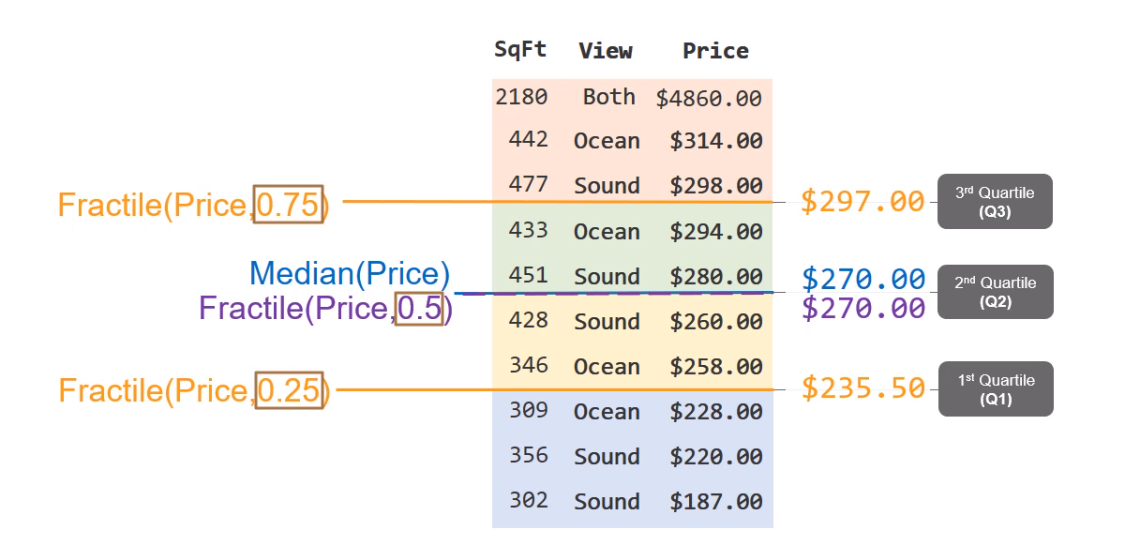 SqFt View Price
2180 Both $4860.00
442 Ocean $314.00
477 Sound $298.00
Fractile(Price,0.75) $297.00 3rd Quartile
(Q3)
433 Ocean $294.00
Median(Price) 451 Sound $280.00 $270.00 2nd Quartile
(Q2)
Fractile(Price,0.5) $270.00
428 Sound $260.00
346 Ocean $258.00
Fractile(Price,0.25) $235.50 1st Quartile
(Q1)
309 Ocean $228.00
356 Sound $220.00
302 Sound $187.00